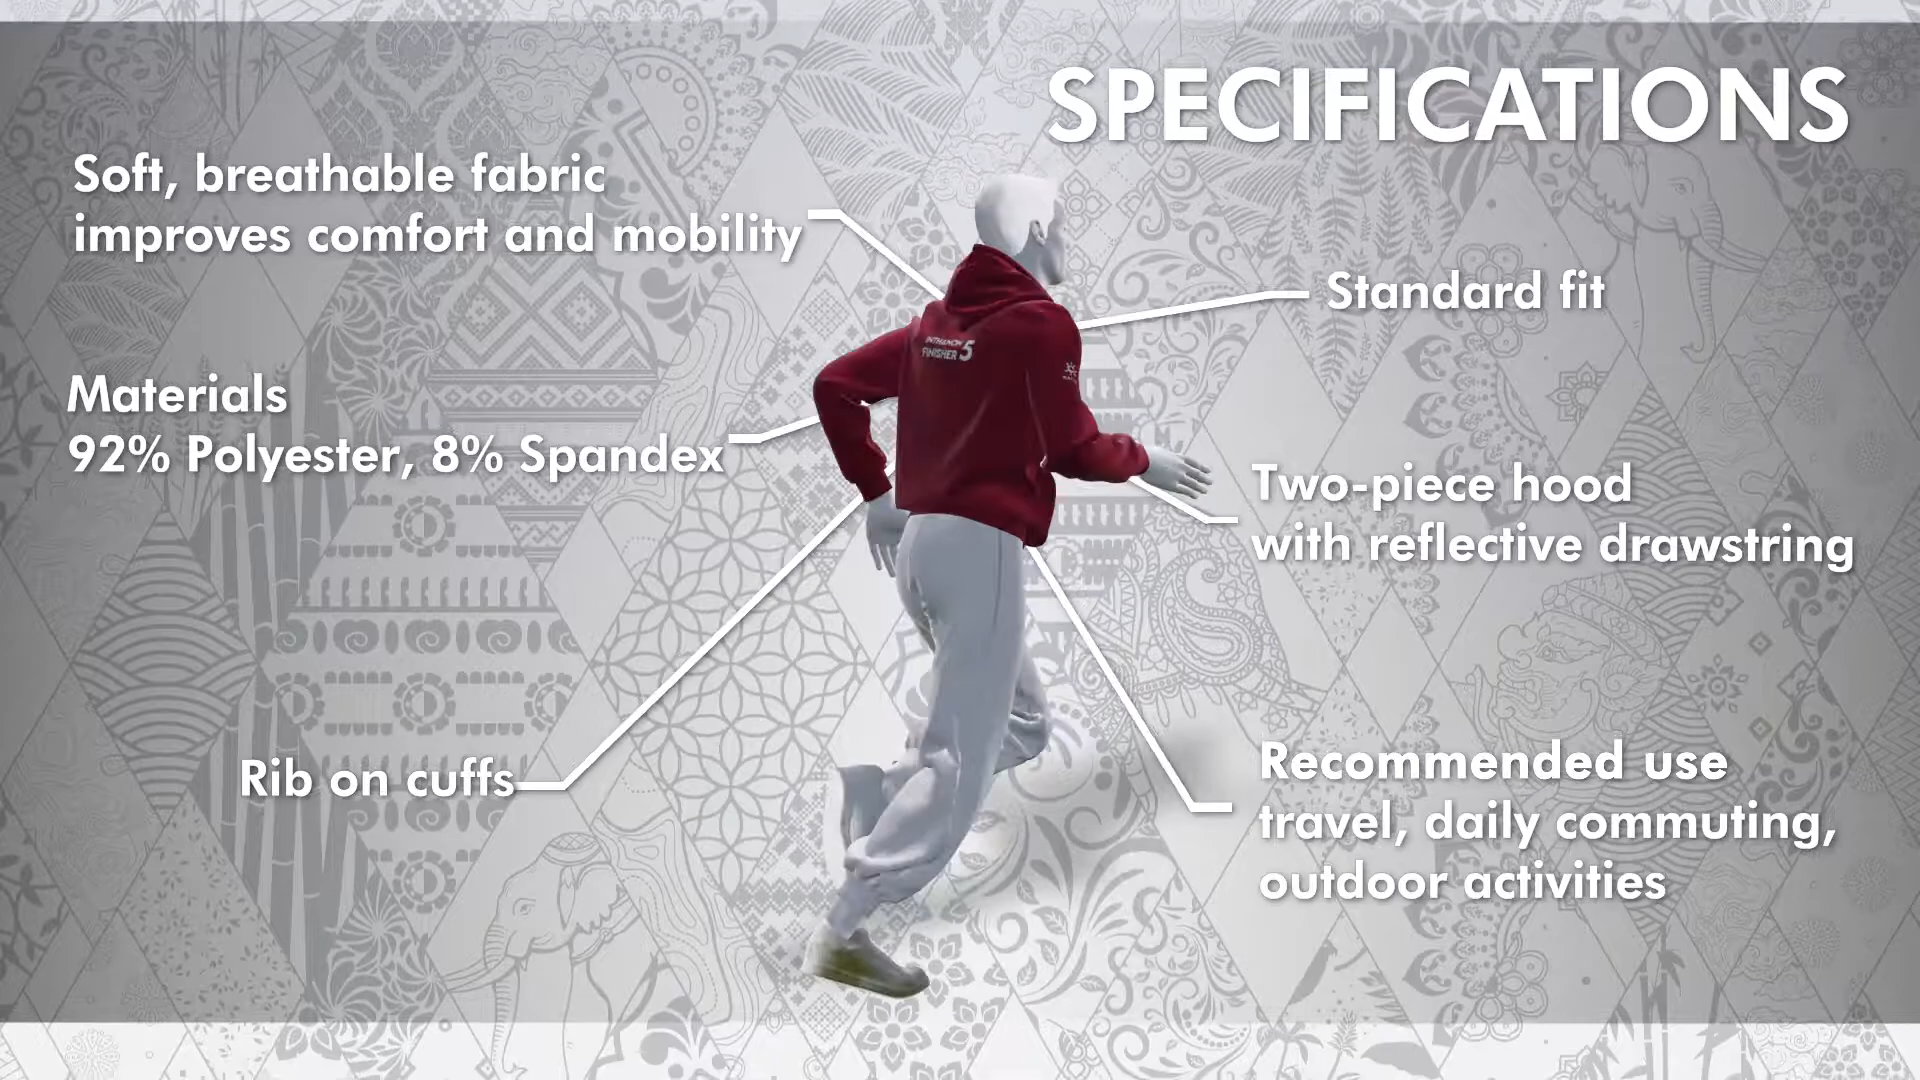 SPECIFICATIONS
Soft, breathable fabric
improves comfort and mobility
Standard fit
Materials
92% Polyester, 8% Spandex
Two-piece hood
with reflective drawstring
Rib on cuffs
Recommended use
travel, daily commuting,
outdoor activities
FINISHER 5